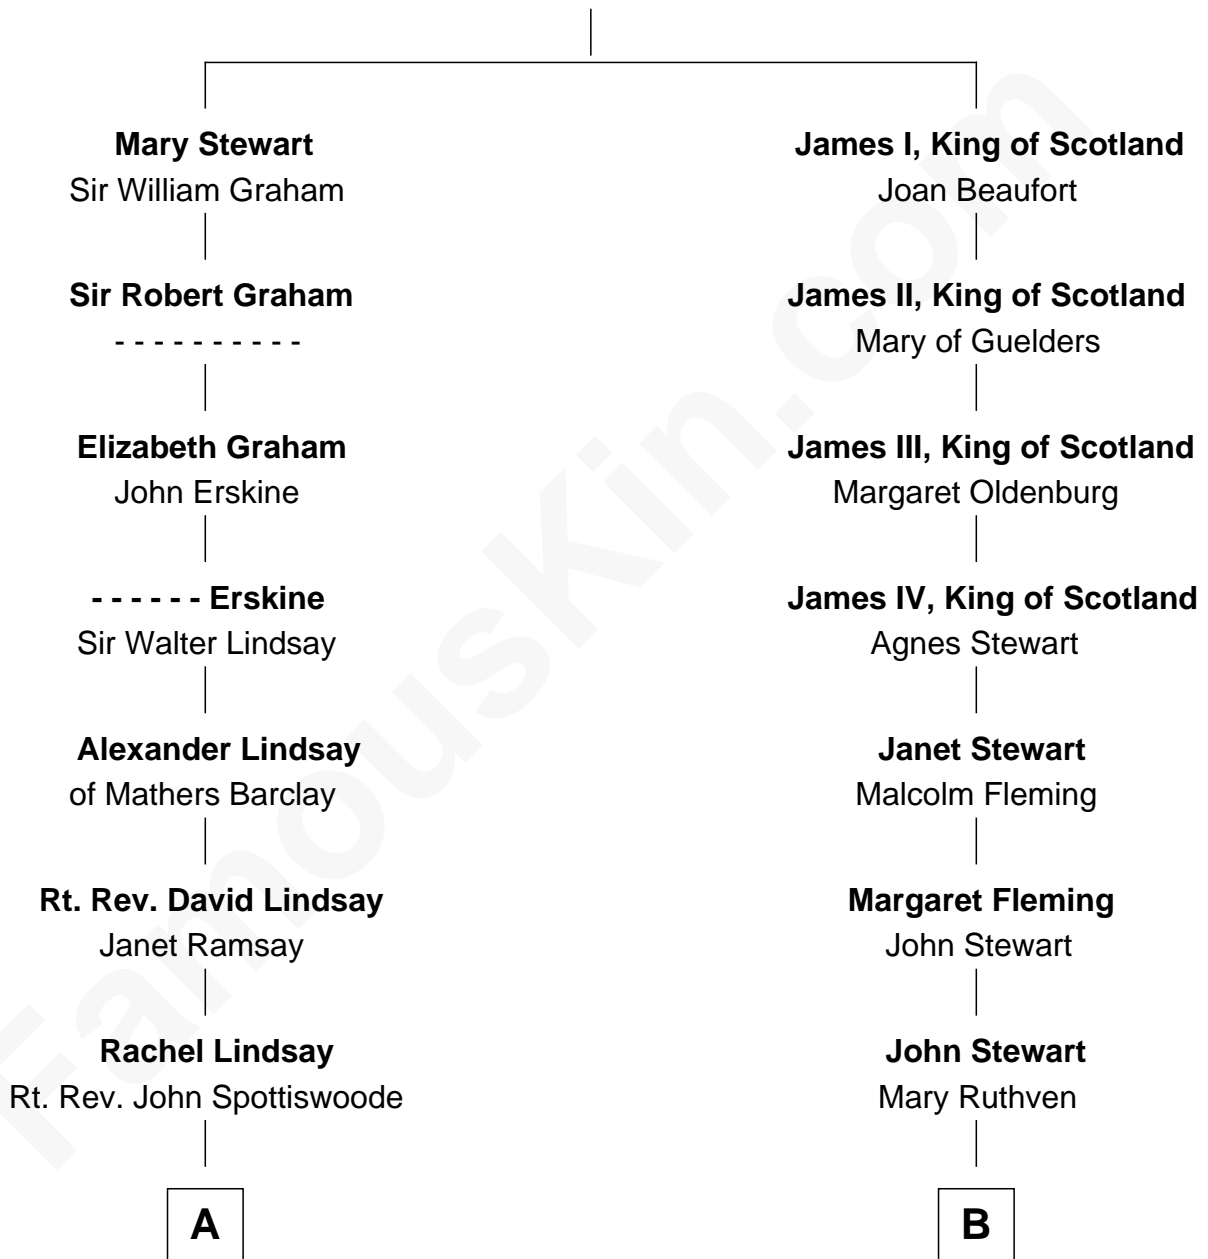 Mary Stewart
Sir William Graham
Sir Robert Graham
- - - - - - - - - -
Elizabeth Graham
John Erskine
- - - - - - Erskine
Sir Walter Lindsay
Alexander Lindsay
of Mathers Barclay
Rt. Rev. David Lindsay
Janet Ramsay
Rachel Lindsay
Rt. Rev. John Spottiswoode
A
James I, King of Scotland
Joan Beaufort
James II, King of Scotland
Mary of Guelders
James III, King of Scotland
Margaret Oldenburg
James IV, King of Scotland
Agnes Stewart
Janet Stewart
Malcolm Fleming
Margaret Fleming
John Stewart
John Stewart
Mary Ruthven
B
FamousKin.com